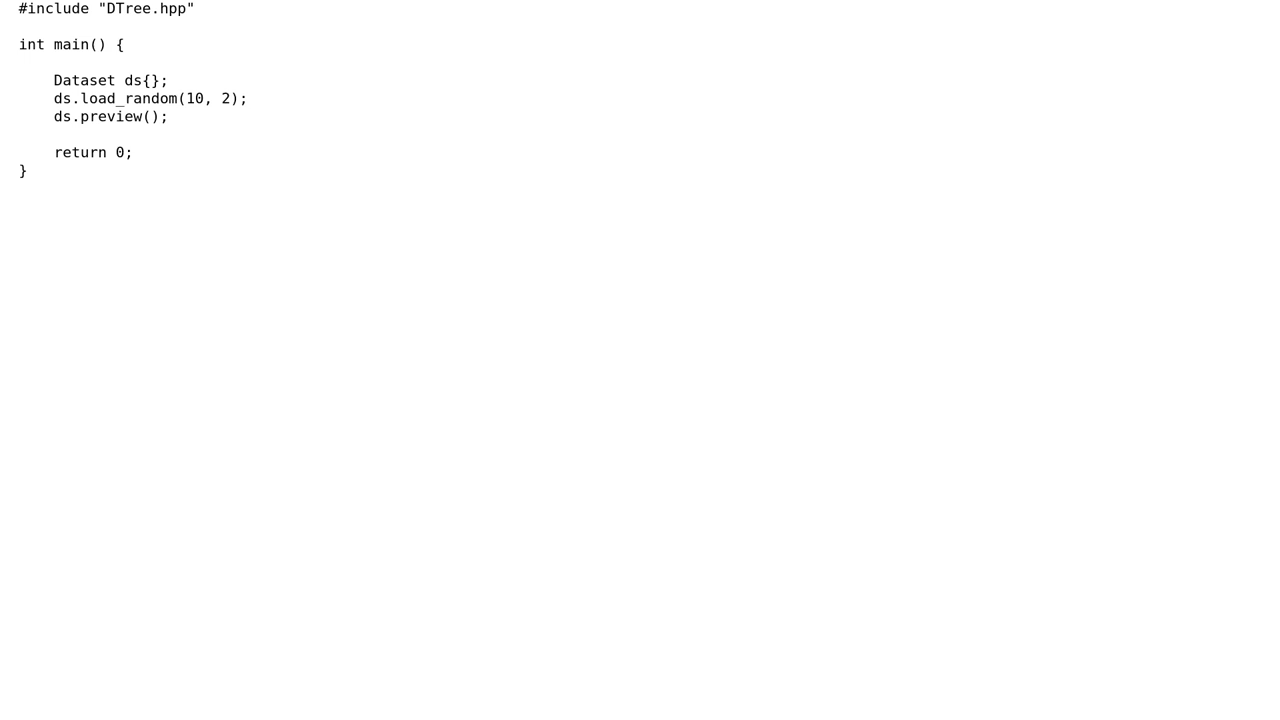 #include "DTree.hpp"
int main() {
    Dataset ds{};
    ds.load_random(10, 2);
    ds.preview();
    return 0;
}